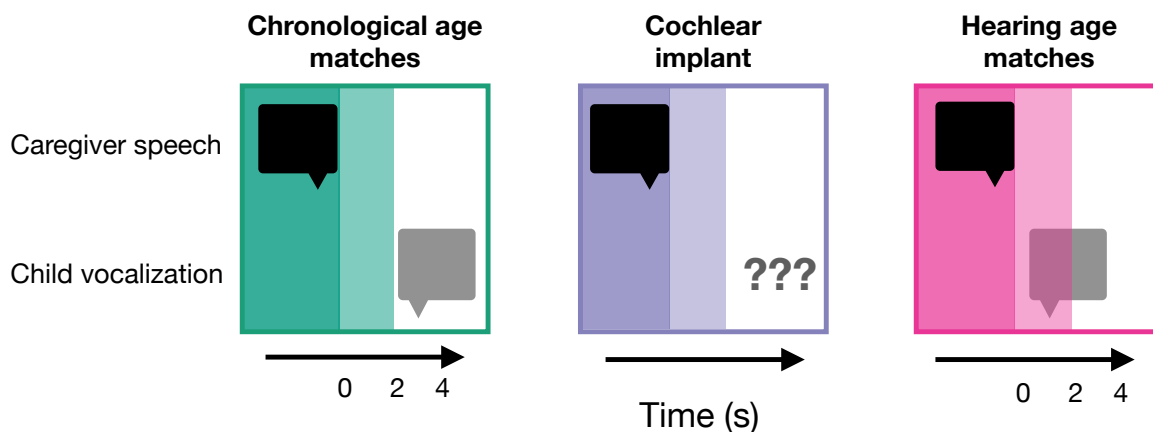 Chronological age
matches
Cochlear
implant
Hearing age
matches
Caregiver speech
Child vocalization
???
0 2 4
0 2 4
Time (s)